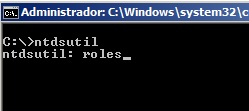 Administrador: C:\Windows\system32\c
C:\>ntdsutil
ntdsutil: roles_